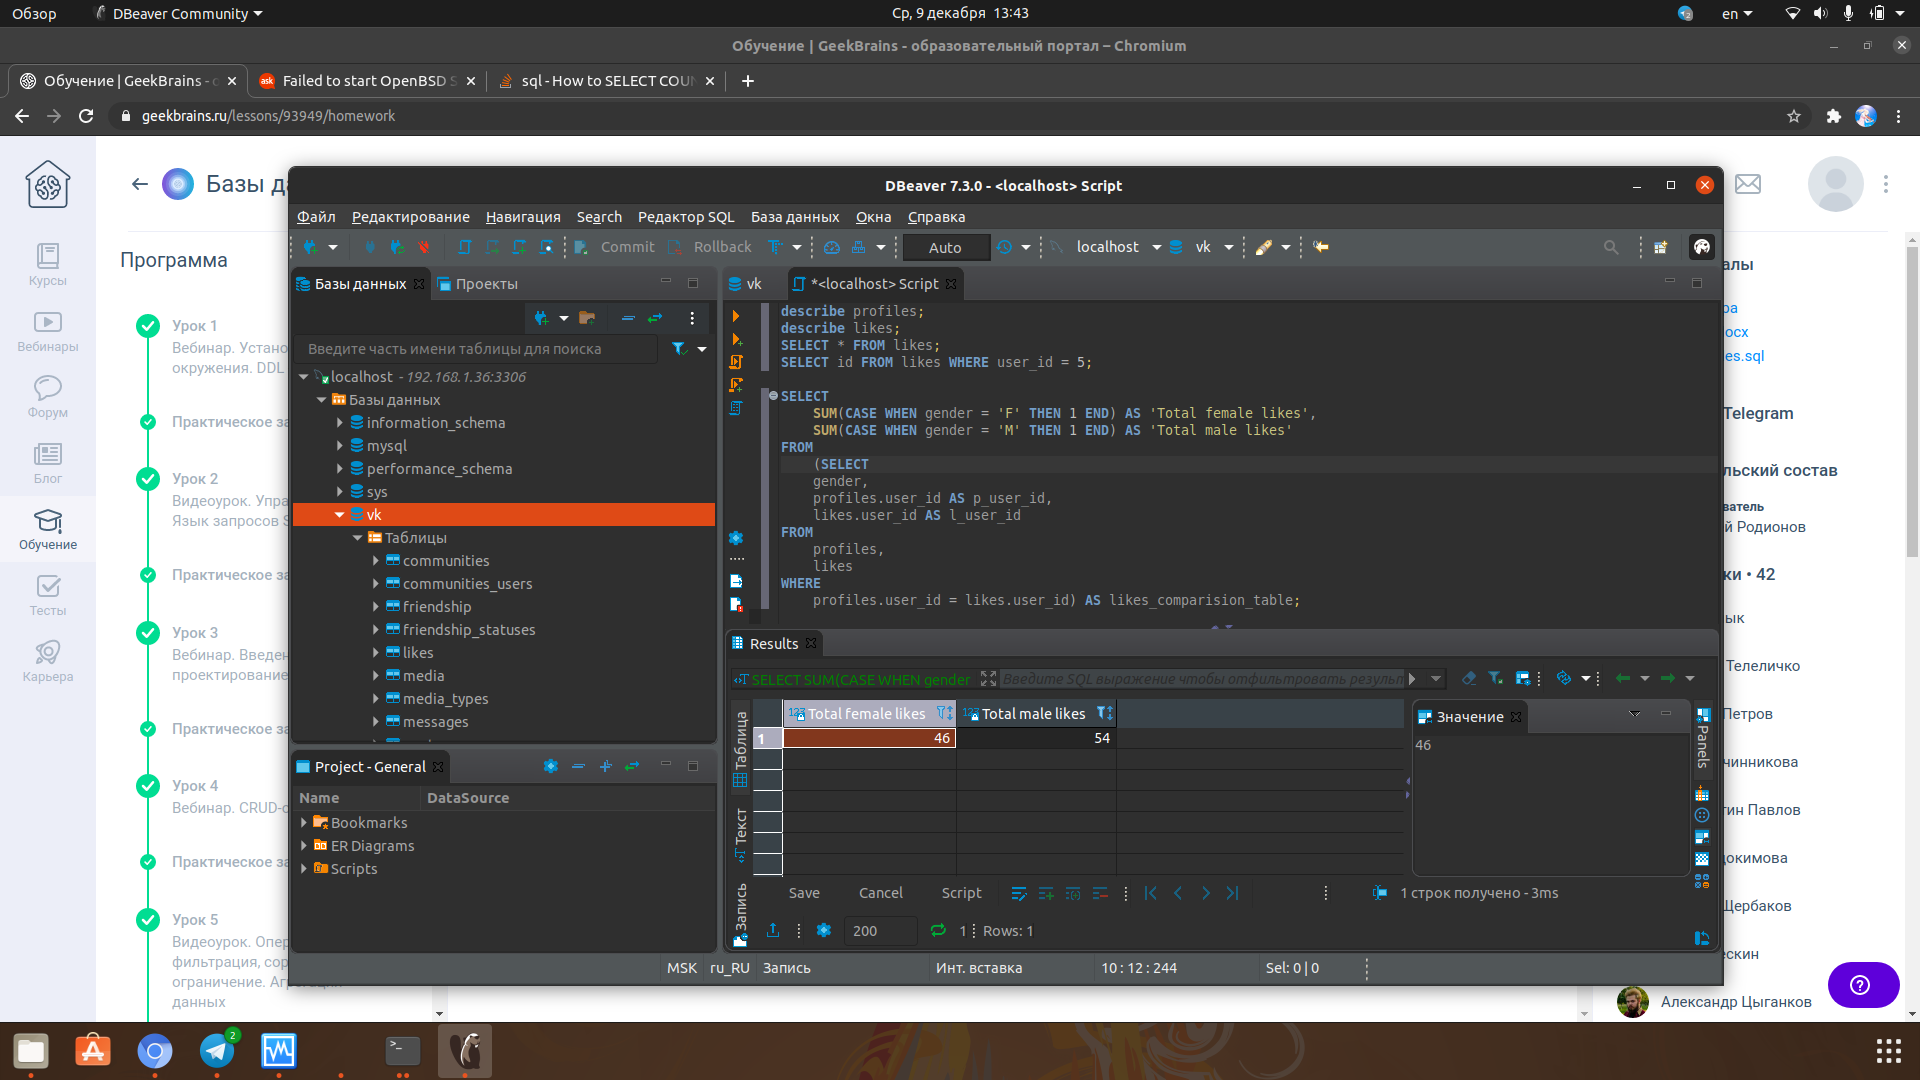 Обзор
DBeaver Community
Ср, 9 декабря 13:43
2
en
Обучение | GeekBrains - образовательный портал – Chromium
Обучение | GeekBrains - о
Failed to start OpenBSD S
sql - How to SELECT COUN
geekbrains.ru/lessons/93949/homework
Курсы
Вебинары
Форум
Блог
Обучение
Тесты
Карьера
Базы да
Программа
Урок 1
Вебинар. Устано
окружения. DDL
Практическое за
Урок 2
Видеоурок. Упра
Язык запросов S
Практическое за
Урок 3
Вебинар. Введен
проектирование
Практическое за
Урок 4
Вебинар. CRUD-о
Практическое за
Урок 5
Видеоурок. Опер
фильтрация, сор
ограничение. Агрегация
данных
DBeaver 7.3.0 - <localhost> Script
Файл Редактирование Навигация Search Редактор SQL База данных Окна Справка
Commit Rollback Auto localhost vk
Базы данных
Проекты
Введите часть имени таблицы для поиска
localhost - 192.168.1.36:3306
Базы данных
information_schema
mysql
performance_schema
sys
vk
Таблицы
communities
communities_users
friendship
friendship_statuses
likes
media
media_types
messages
Project - General
Name DataSource
Bookmarks
ER Diagrams
Scripts
vk
*<localhost> Script
describe profiles;
describe likes;
SELECT * FROM likes;
SELECT id FROM likes WHERE user_id = 5;
SELECT
SUM(CASE WHEN gender = 'F' THEN 1 END) AS 'Total female likes',
SUM(CASE WHEN gender = 'M' THEN 1 END) AS 'Total male likes'
FROM
(SELECT
gender,
profiles.user_id AS p_user_id,
likes.user_id AS l_user_id
FROM
profiles,
likes
WHERE
profiles.user_id = likes.user_id) AS likes_comparision_table;
Results
SELECT SUM(CASE WHEN gender
Введите SQL выражение чтобы отфильтровать результ
Таблица
Текст
Запись
Total female likes
Total male likes
1
46
54
Значение
46
Panels
Save Cancel Script
1 строк получено - 3ms
200
1
Rows: 1
MSK ru_RU Запись Инт. вставка 10 : 12 : 244 Sel: 0 | 0
алы
ра
ocx
es.sql
Telegram
льский состав
ватель
й Родионов
ки • 42
ык
Телеличко
Петров
чинникова
тин Павлов
докимова
Щербаков
ескин
Александр Цыганков
2